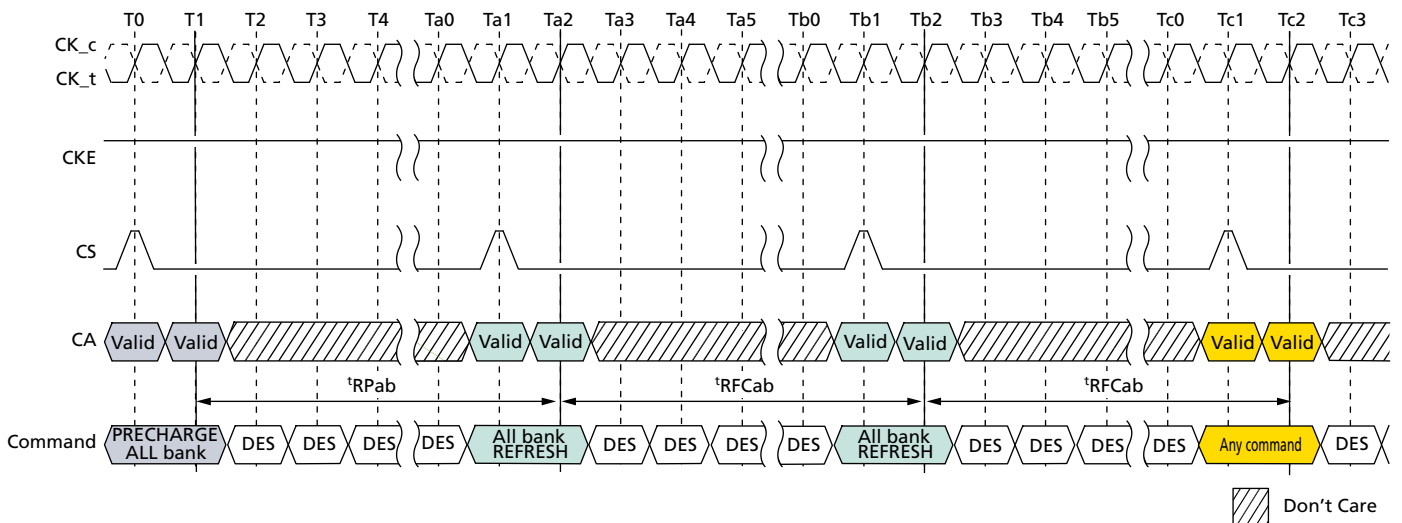 T0 T1 T2 T3 T4 Ta0 Ta1 Ta2 Ta3 Ta4 Ta5 Tb0 Tb1 Tb2 Tb3 Tb4 Tb5 Tc0 Tc1 Tc2 Tc3
CK_c
CK_t
CKE
CS
CA Valid Valid Valid Valid Valid Valid Valid Valid
tRPab tRFCab tRFCab
Command PRECHARGE ALL bank DES DES DES DES All bank REFRESH DES DES DES DES All bank REFRESH DES DES DES DES Any command DES
Don't Care